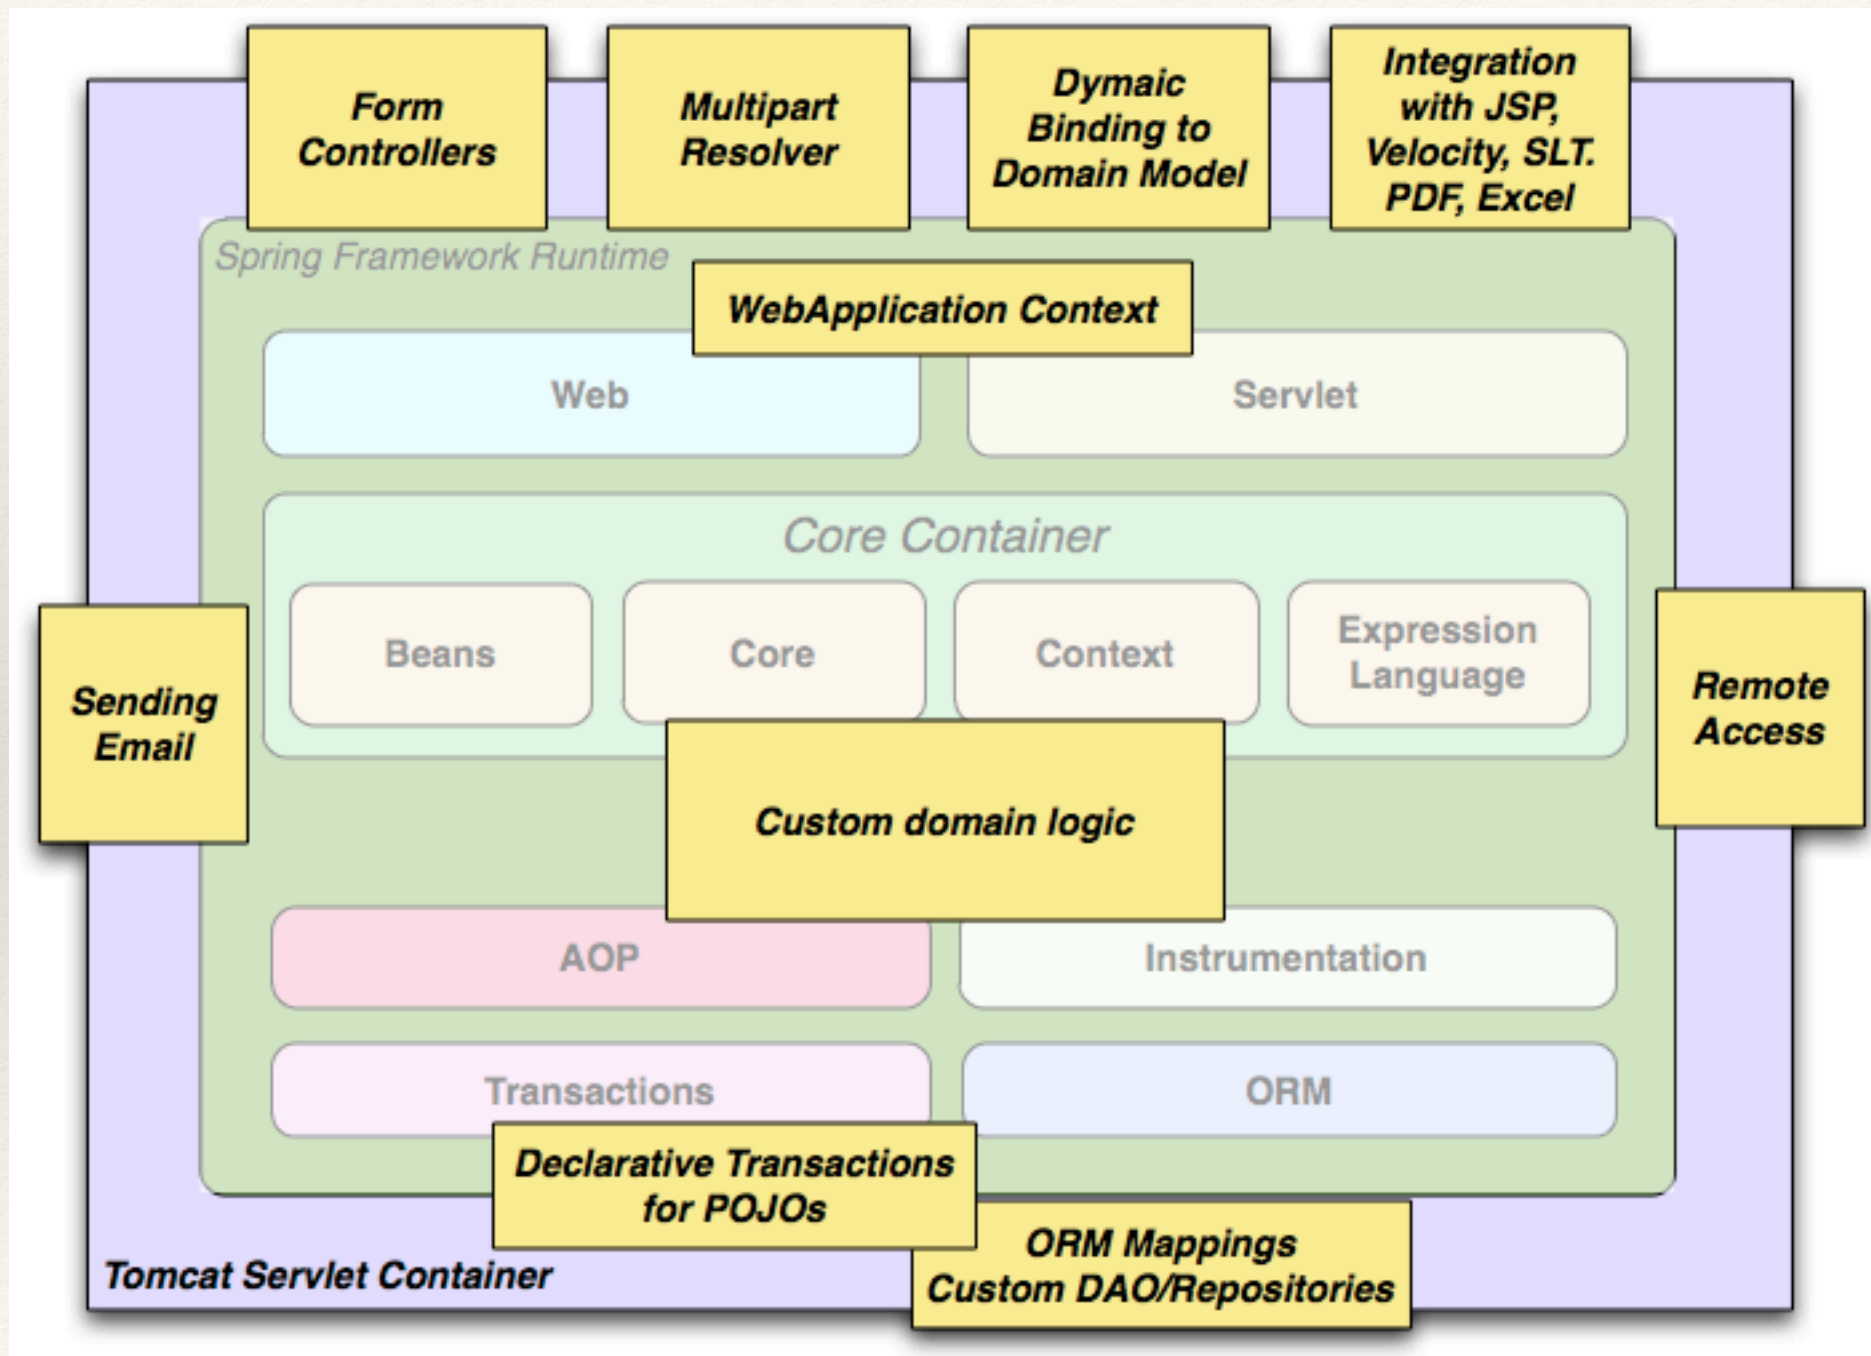 Form
Controllers
Multipart
Resolver
Dymaic
Binding to
Domain Model
Integration
with JSP,
Velocity, SLT.
PDF, Excel
Spring Framework Runtime
WebApplication Context
Web
Servlet
Core Container
Beans
Core
Context
Expression
Language
Sending
Email
Remote
Access
Custom domain logic
AOP
Instrumentation
Transactions
ORM
Declarative Transactions
for POJOs
ORM Mappings
Custom DAO/Repositories
Tomcat Servlet Container